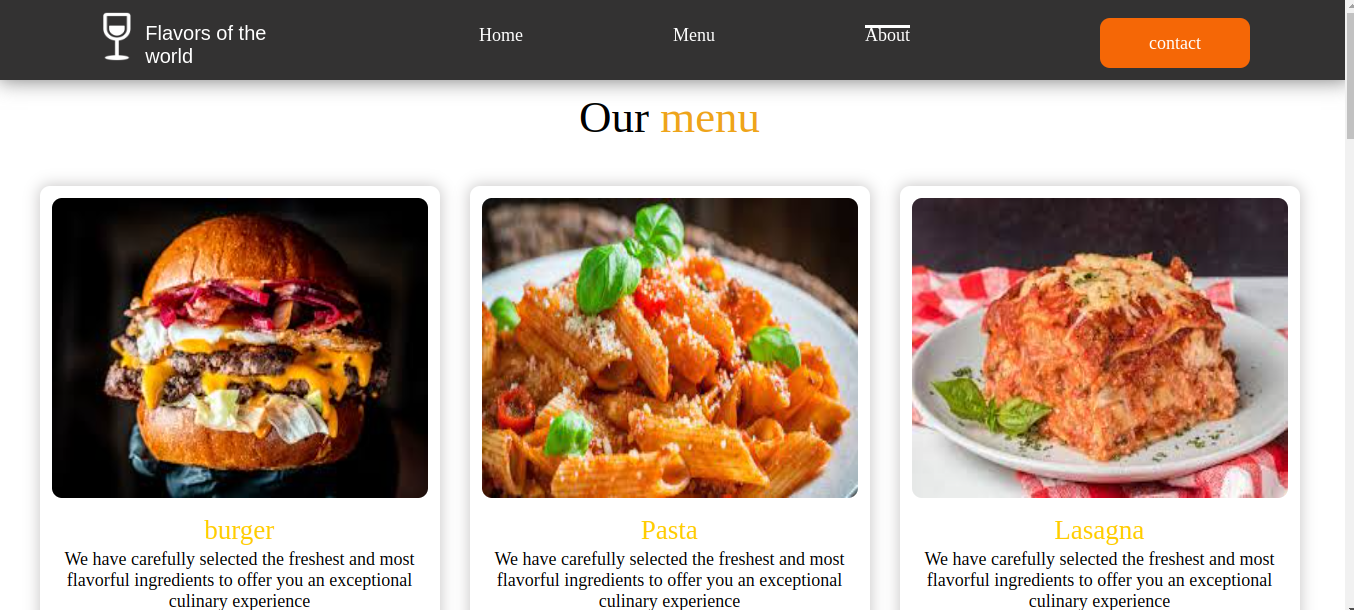 Flavors of the
world
Home
Menu
About
contact
Our menu
burger
We have carefully selected the freshest and most
flavorful ingredients to offer you an exceptional
culinary experience
Pasta
We have carefully selected the freshest and most
flavorful ingredients to offer you an exceptional
culinary experience
Lasagna
We have carefully selected the freshest and most
flavorful ingredients to offer you an exceptional
culinary experience